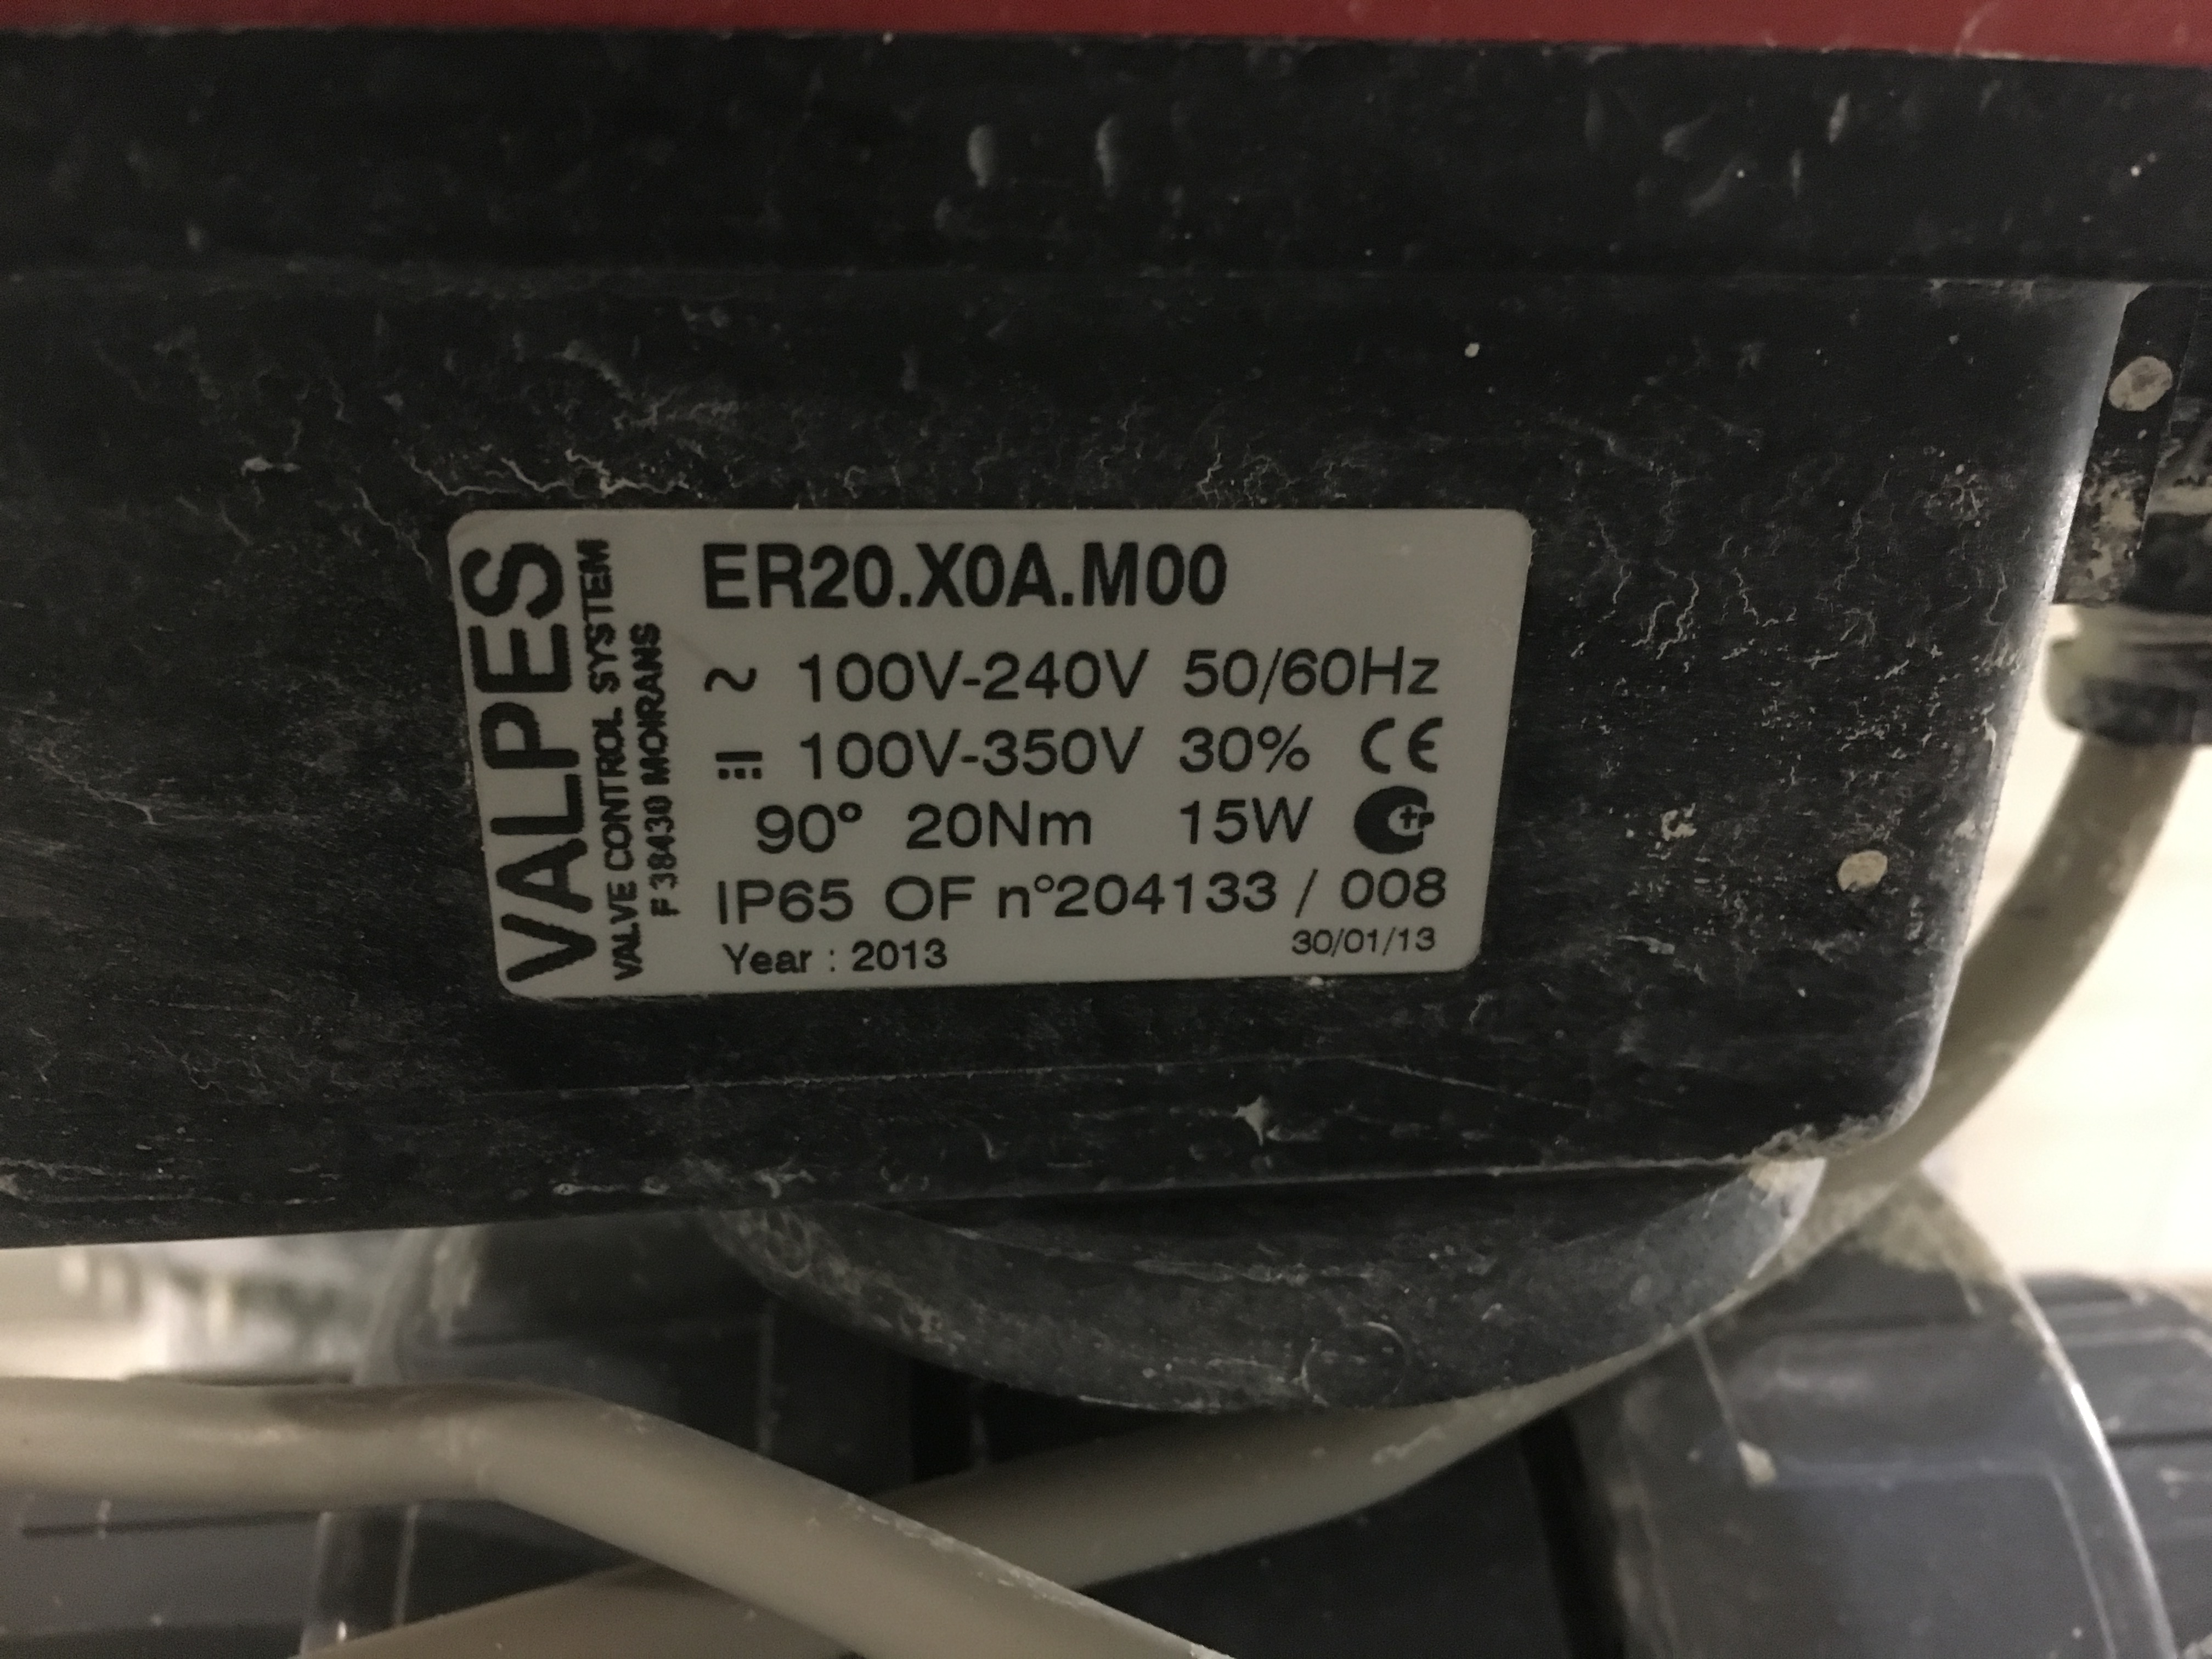 VALPES
VALVE CONTROL SYSTEM
F 38430 MOIRANS
ER20.X0A.M00
~ 100V-240V 50/60Hz
⎓ 100V-350V 30% CE
90° 20Nm 15W
IP65 OF n°204133 / 008
Year : 2013 30/01/13